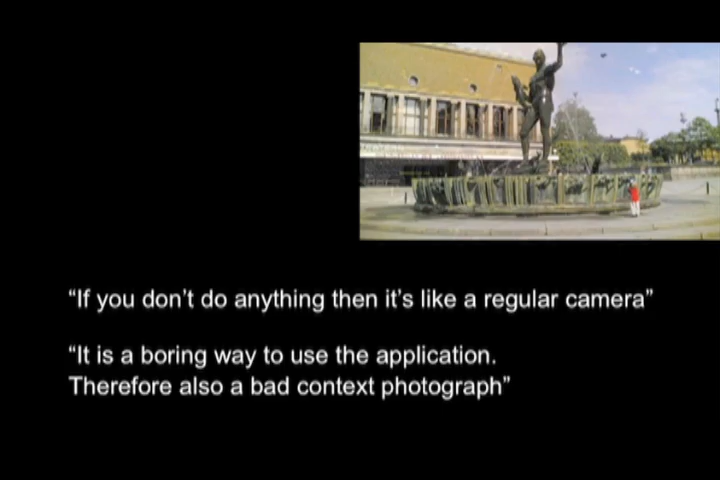 “If you don’t do anything then it’s like a regular camera”
“It is a boring way to use the application.
Therefore also a bad context photograph”